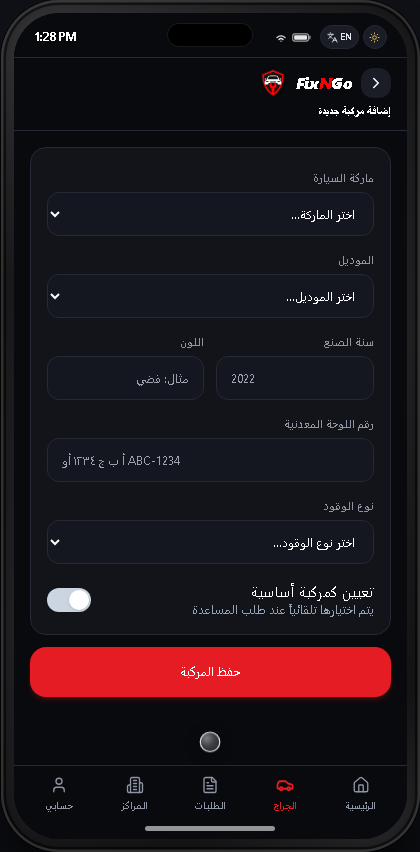 1:28 PM
EN
FixNGo
إضافة مركبة جديدة
ماركة السيارة
اختر الماركة...
الموديل
اختر الموديل...
سنة الصنع
اللون
2022
مثال: فضي
رقم اللوحة المعدنية
أ ب ج ١٢٣٤ أو ABC-1234
نوع الوقود
اختر نوع الوقود...
تعيين كمركبة أساسية
يتم اختيارها تلقائياً عند طلب المساعدة
حفظ المركبة
الرئيسية
الجراج
الطلبات
المراكز
حسابي